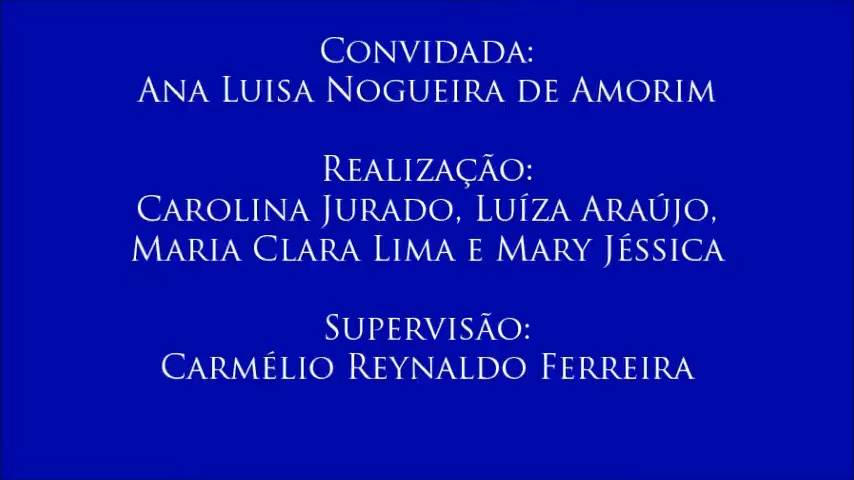 Convidada:
Ana Luisa Nogueira de Amorim
Realização:
Carolina Jurado, Luíza Araújo,
Maria Clara Lima e Mary Jéssica
Supervisão:
Carmélio Reynaldo Ferreira